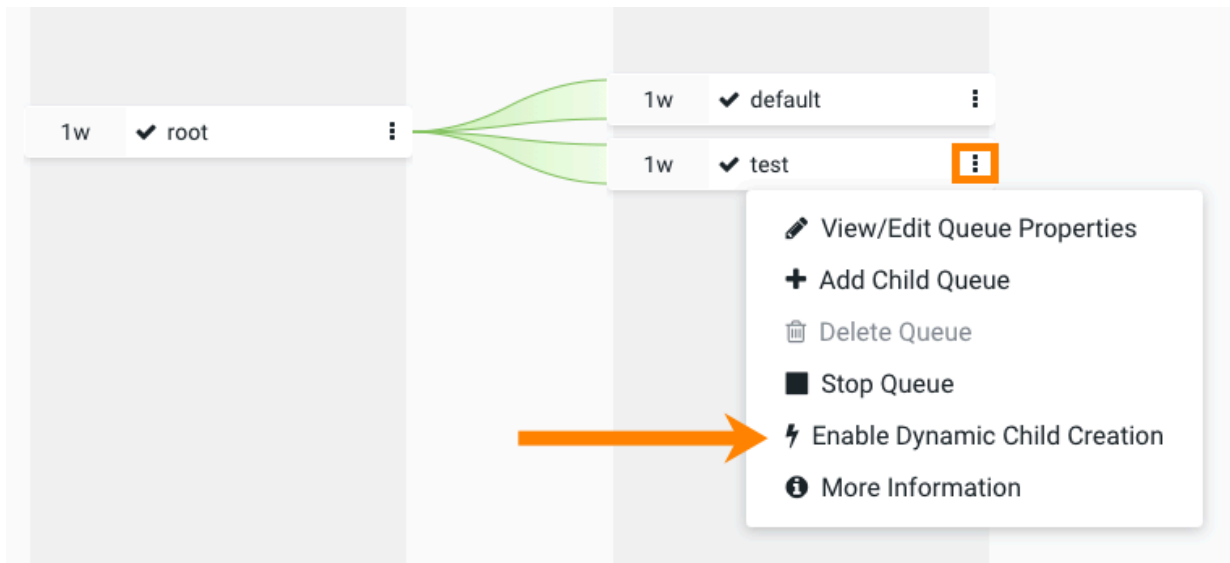 1w default
1w root
1w test
View/Edit Queue Properties
Add Child Queue
Delete Queue
Stop Queue
Enable Dynamic Child Creation
More Information